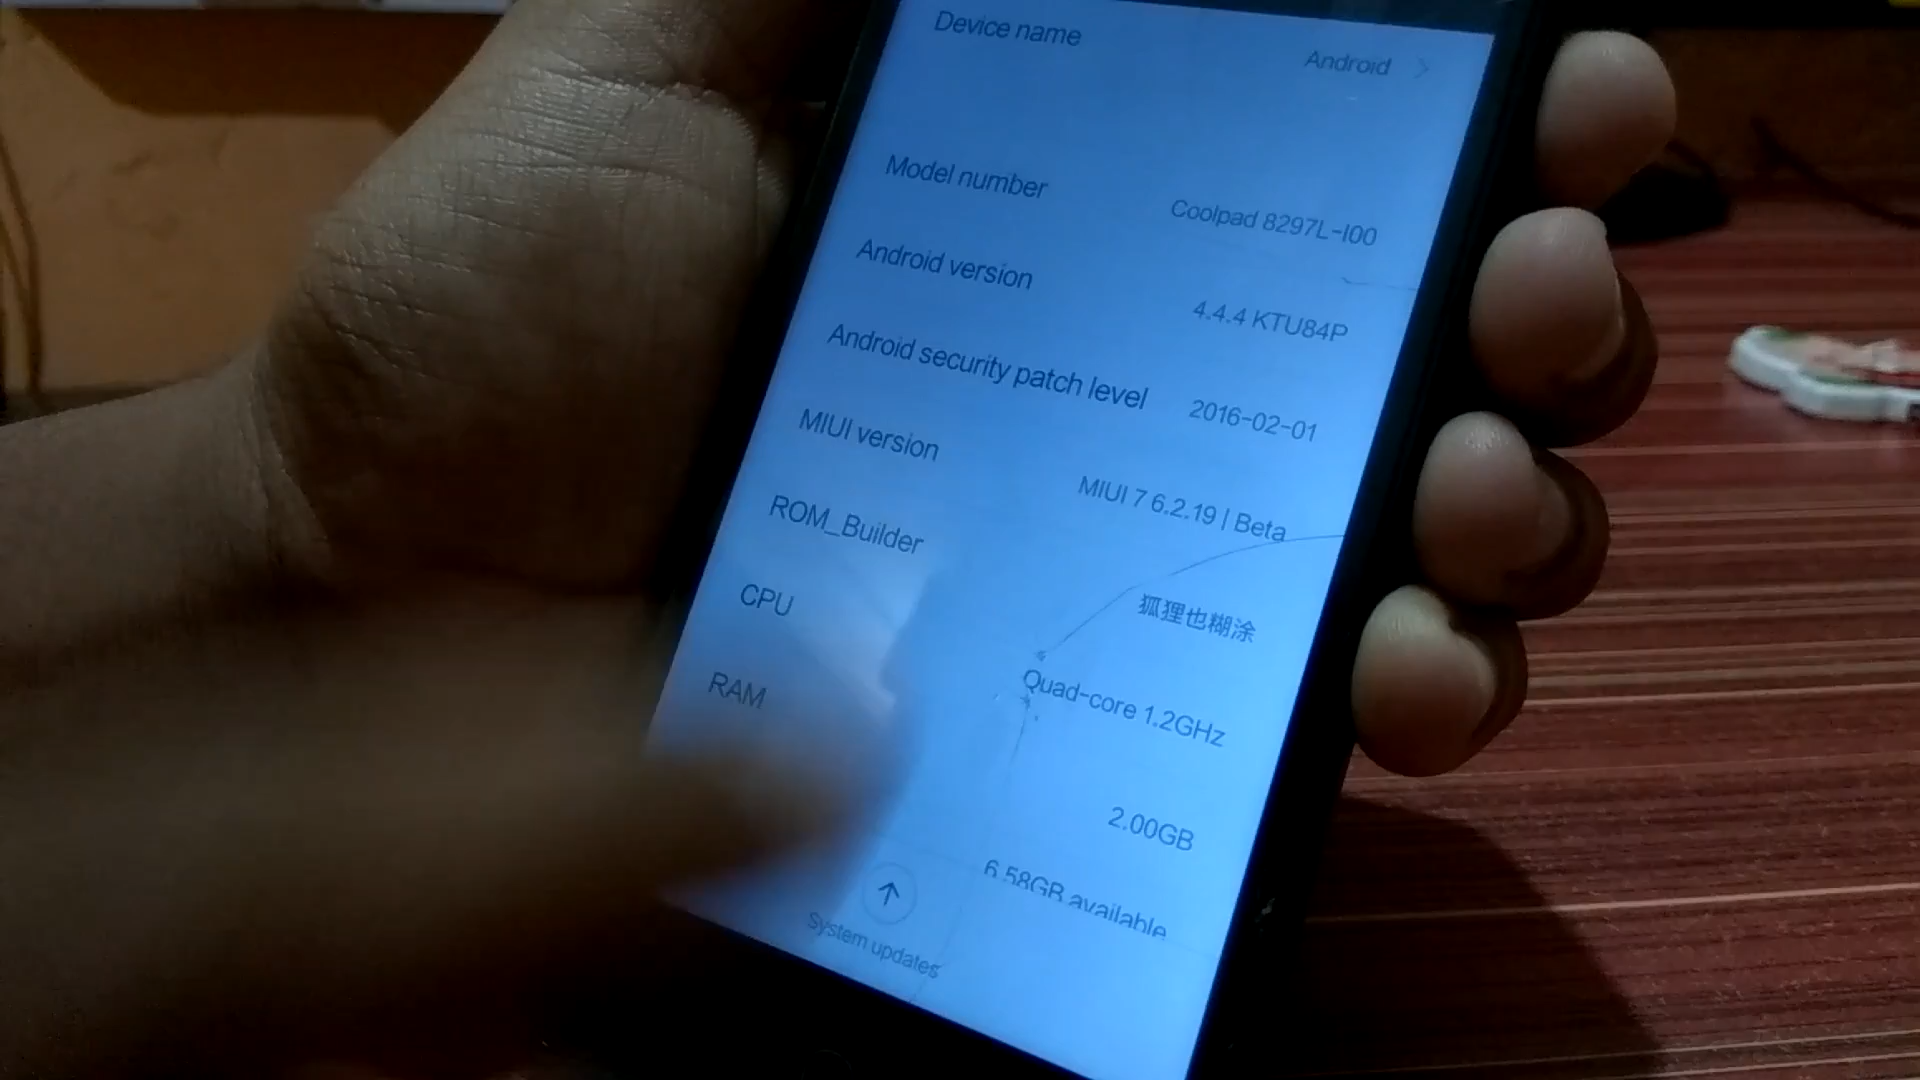 Device name
Android
Model number
Coolpad 8297L-I00
Android version
4.4.4 KTU84P
Android security patch level
2016-02-01
MIUI version
MIUI 7 6.2.19 | Beta
ROM_Builder
狐狸也糊涂
CPU
Quad-core 1.2GHz
RAM
2.00GB
6.58GB available
System updates